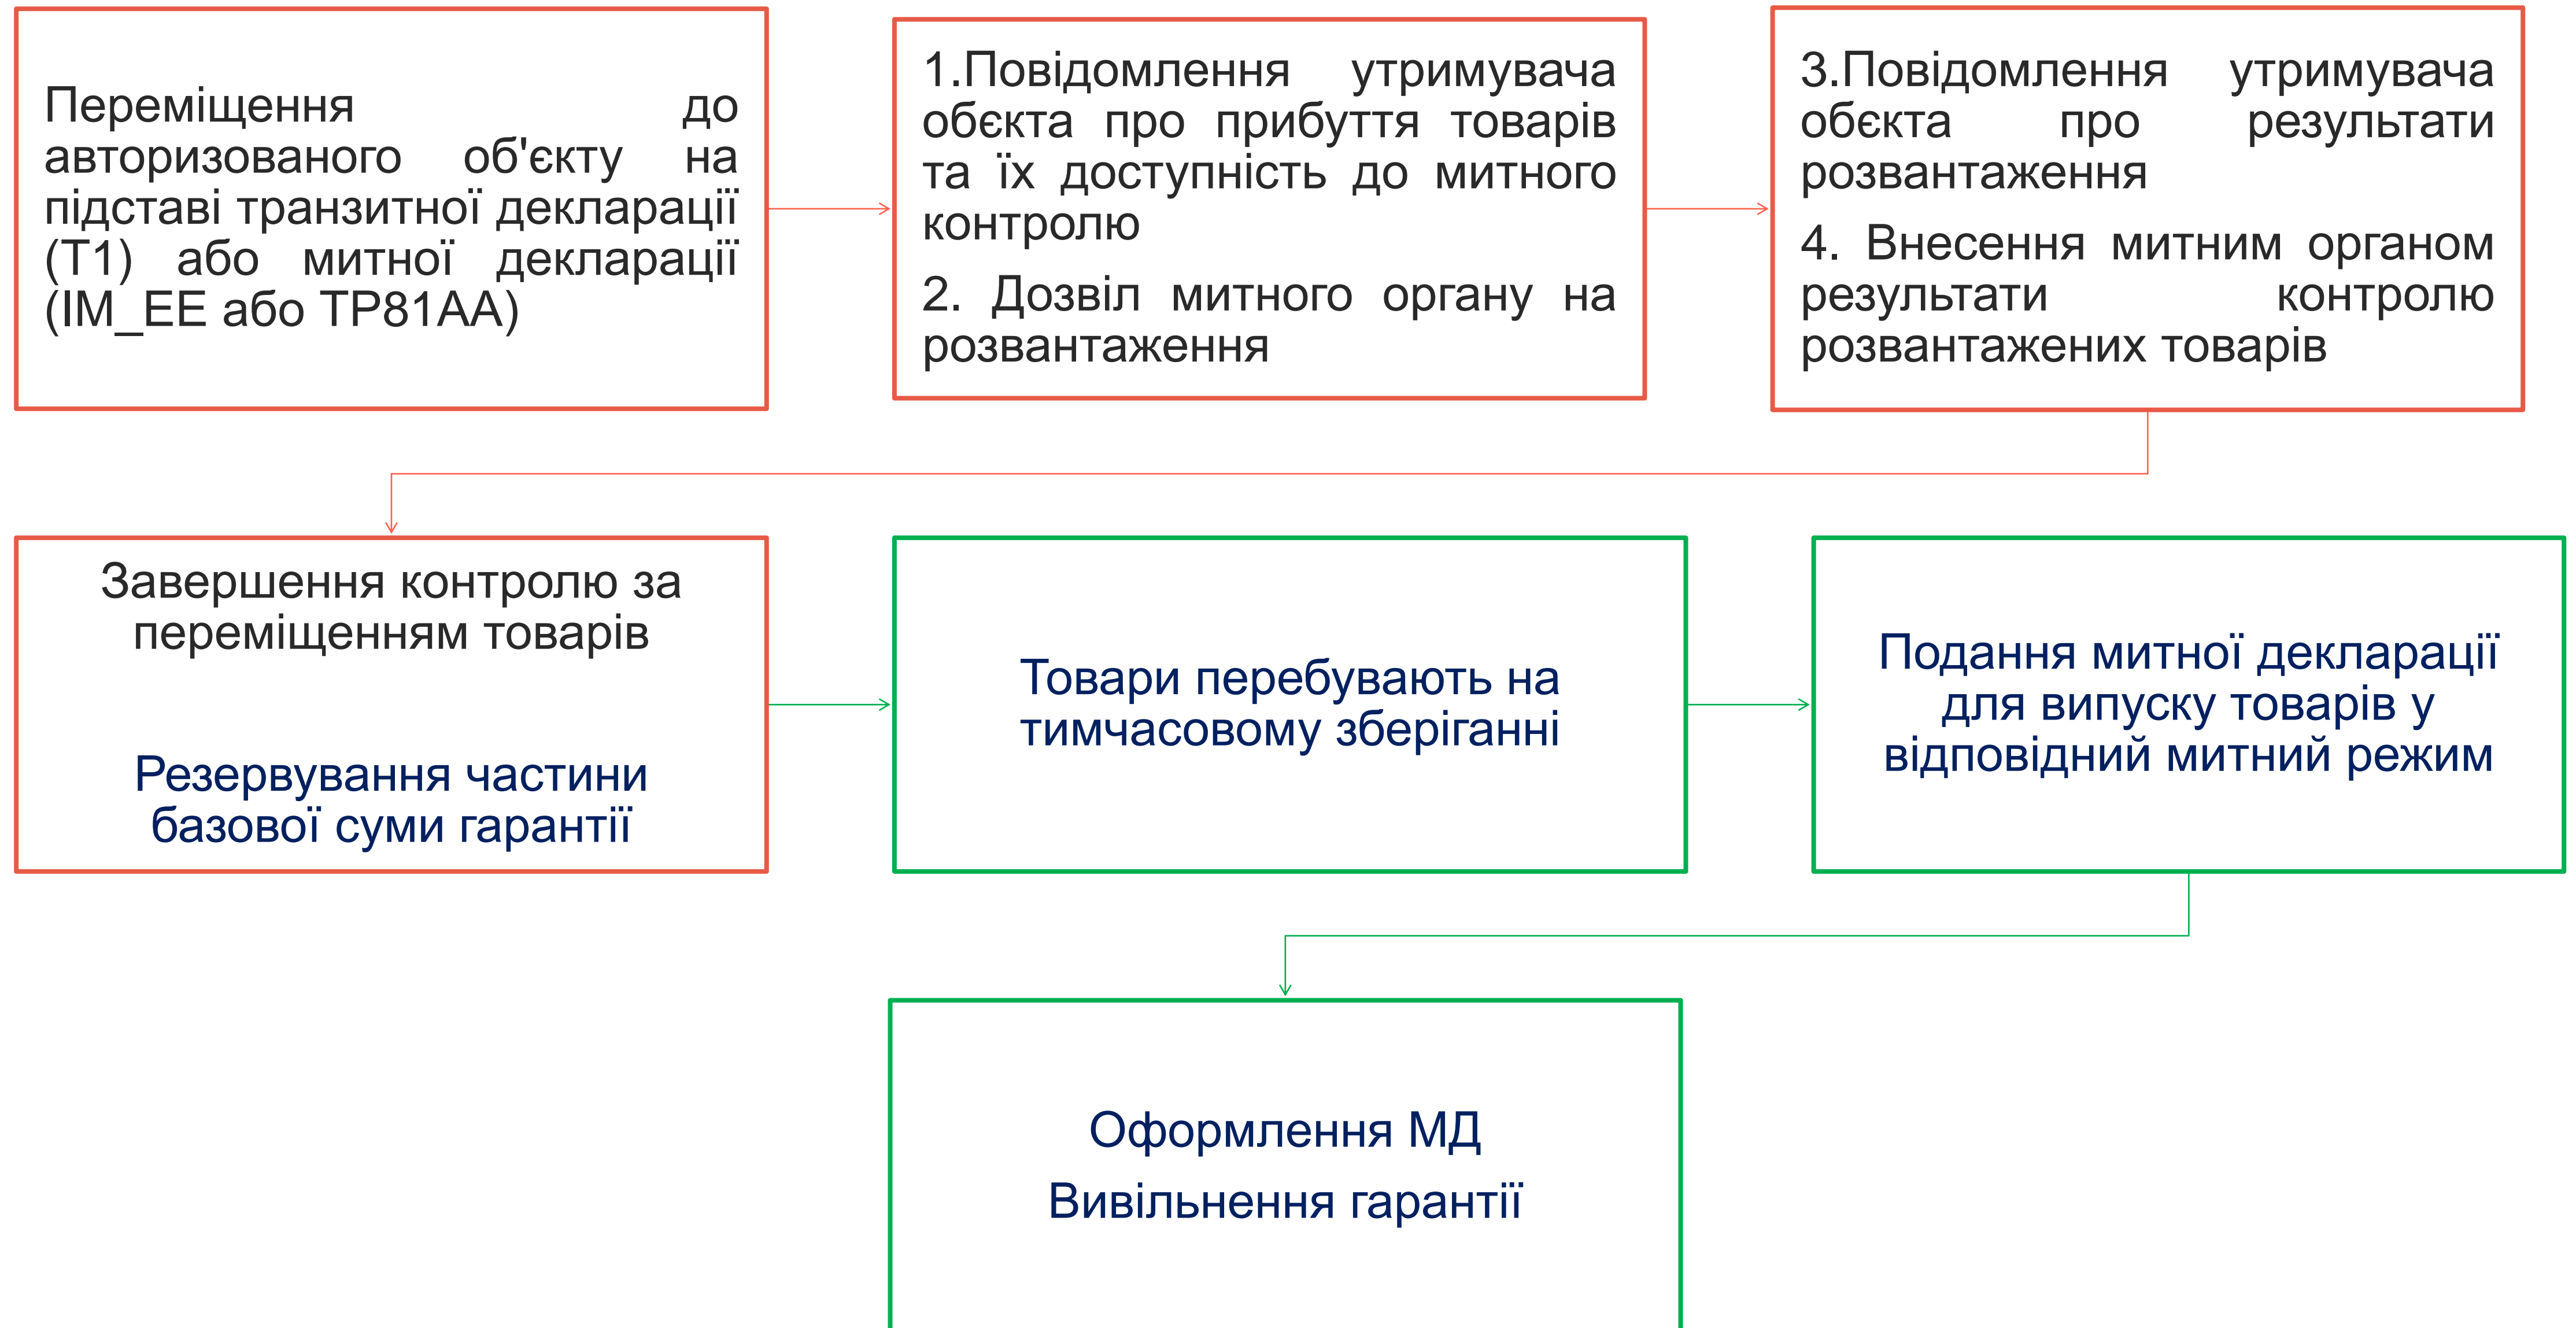 Переміщення до
авторизованого об'єкту на
підставі транзитної декларації
(Т1) або митної декларації
(ІМ_ЕЕ або ТР81АА)
1.Повідомлення утримувача
обєкта про прибуття товарів
та їх доступність до митного
контролю
2. Дозвіл митного органу на
розвантаження
3.Повідомлення утримувача
обєкта про результати
розвантаження
4. Внесення митним органом
результати контролю
розвантажених товарів
Завершення контролю за
переміщенням товарів
Резервування частини
базової суми гарантії
Товари перебувають на
тимчасовому зберіганні
Подання митної декларації
для випуску товарів у
відповідний митний режим
Оформлення МД
Вивільнення гарантії